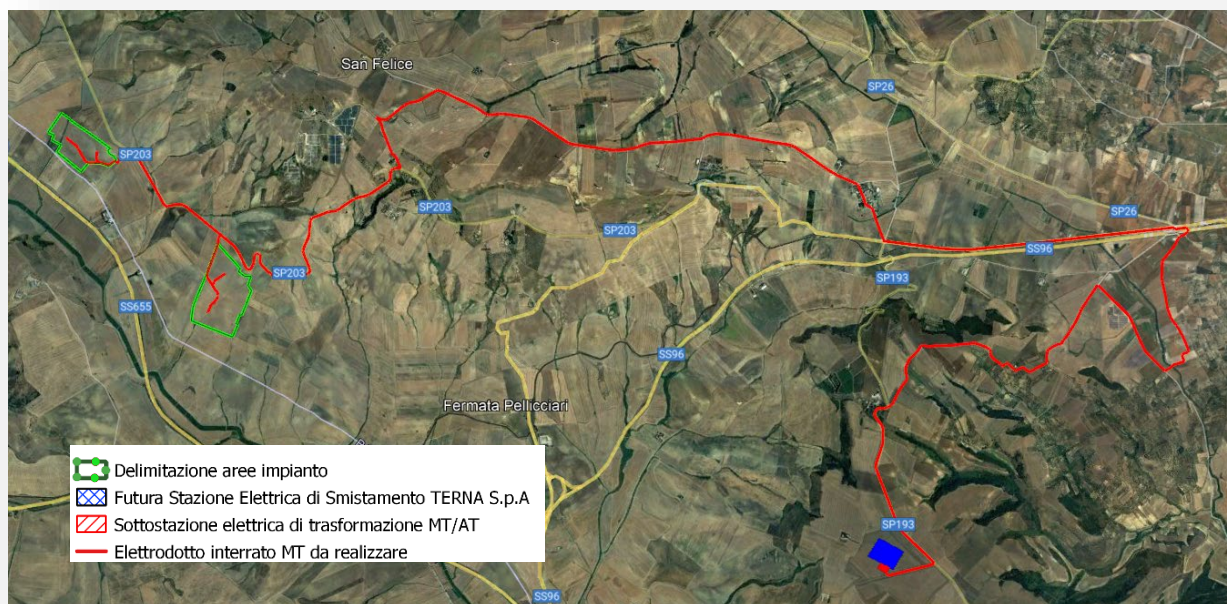 San Felice
SP26
SP26
SP203
SP203
SP26
SP203
SP203
SS96
SP193
SS655
SS96
Fermata Pellicciari
Delimitazione aree impianto
Futura Stazione Elettrica di Smistamento TERNA S.p.A
Sottostazione elettrica di trasformazione MT/AT
Elettrodotto interrato MT da realizzare
SP193
SS96